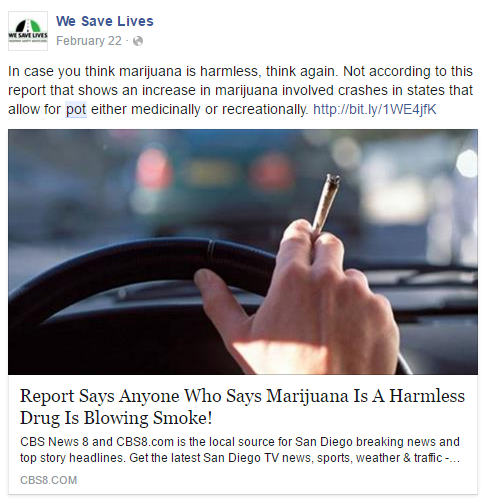 WE SAVE LIVES
We Save Lives
February 22 ·
In case you think marijuana is harmless, think again. Not according to this
report that shows an increase in marijuana involved crashes in states that
allow for pot either medicinally or recreationally. http://bit.ly/1WE4jfK
Report Says Anyone Who Says Marijuana Is A Harmless
Drug Is Blowing Smoke!
CBS News 8 and CBS8.com is the local source for San Diego breaking news and
top story headlines. Get the latest San Diego TV news, sports, weather & traffic -...
CBS8.COM